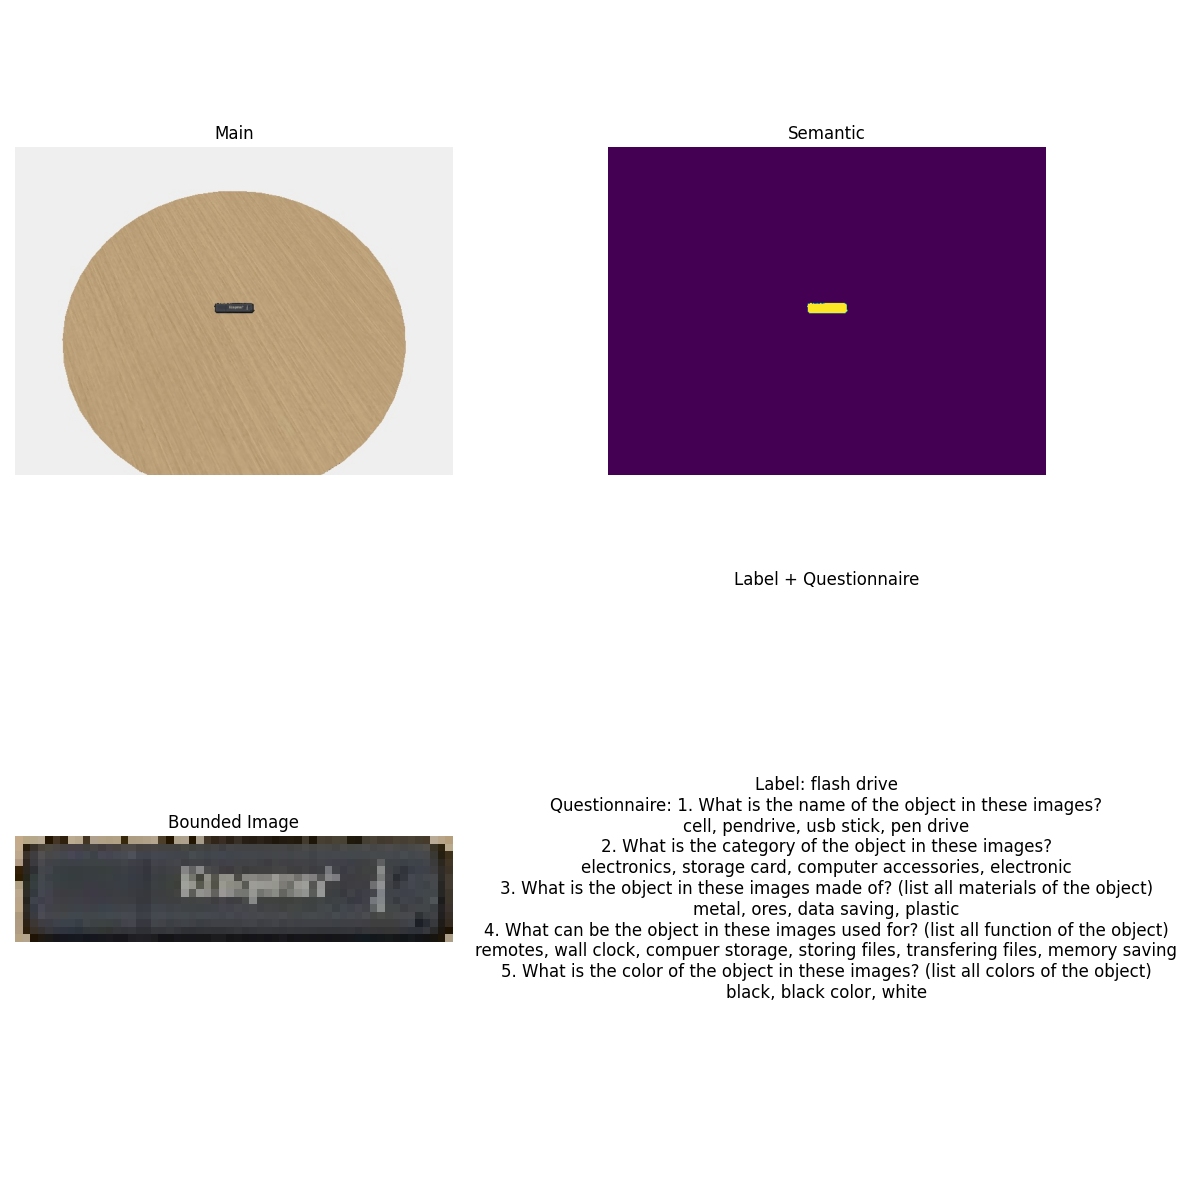 Main
Semantic
Label + Questionnaire
Bounded Image
Kingston
Label: flash drive
Questionnaire: 1. What is the name of the object in these images?
cell, pendrive, usb stick, pen drive
2. What is the category of the object in these images?
electronics, storage card, computer accessories, electronic
3. What is the object in these images made of? (list all materials of the object)
metal, ores, data saving, plastic
4. What can be the object in these images used for? (list all function of the object)
remotes, wall clock, compuer storage, storing files, transfering files, memory saving
5. What is the color of the object in these images? (list all colors of the object)
black, black color, white